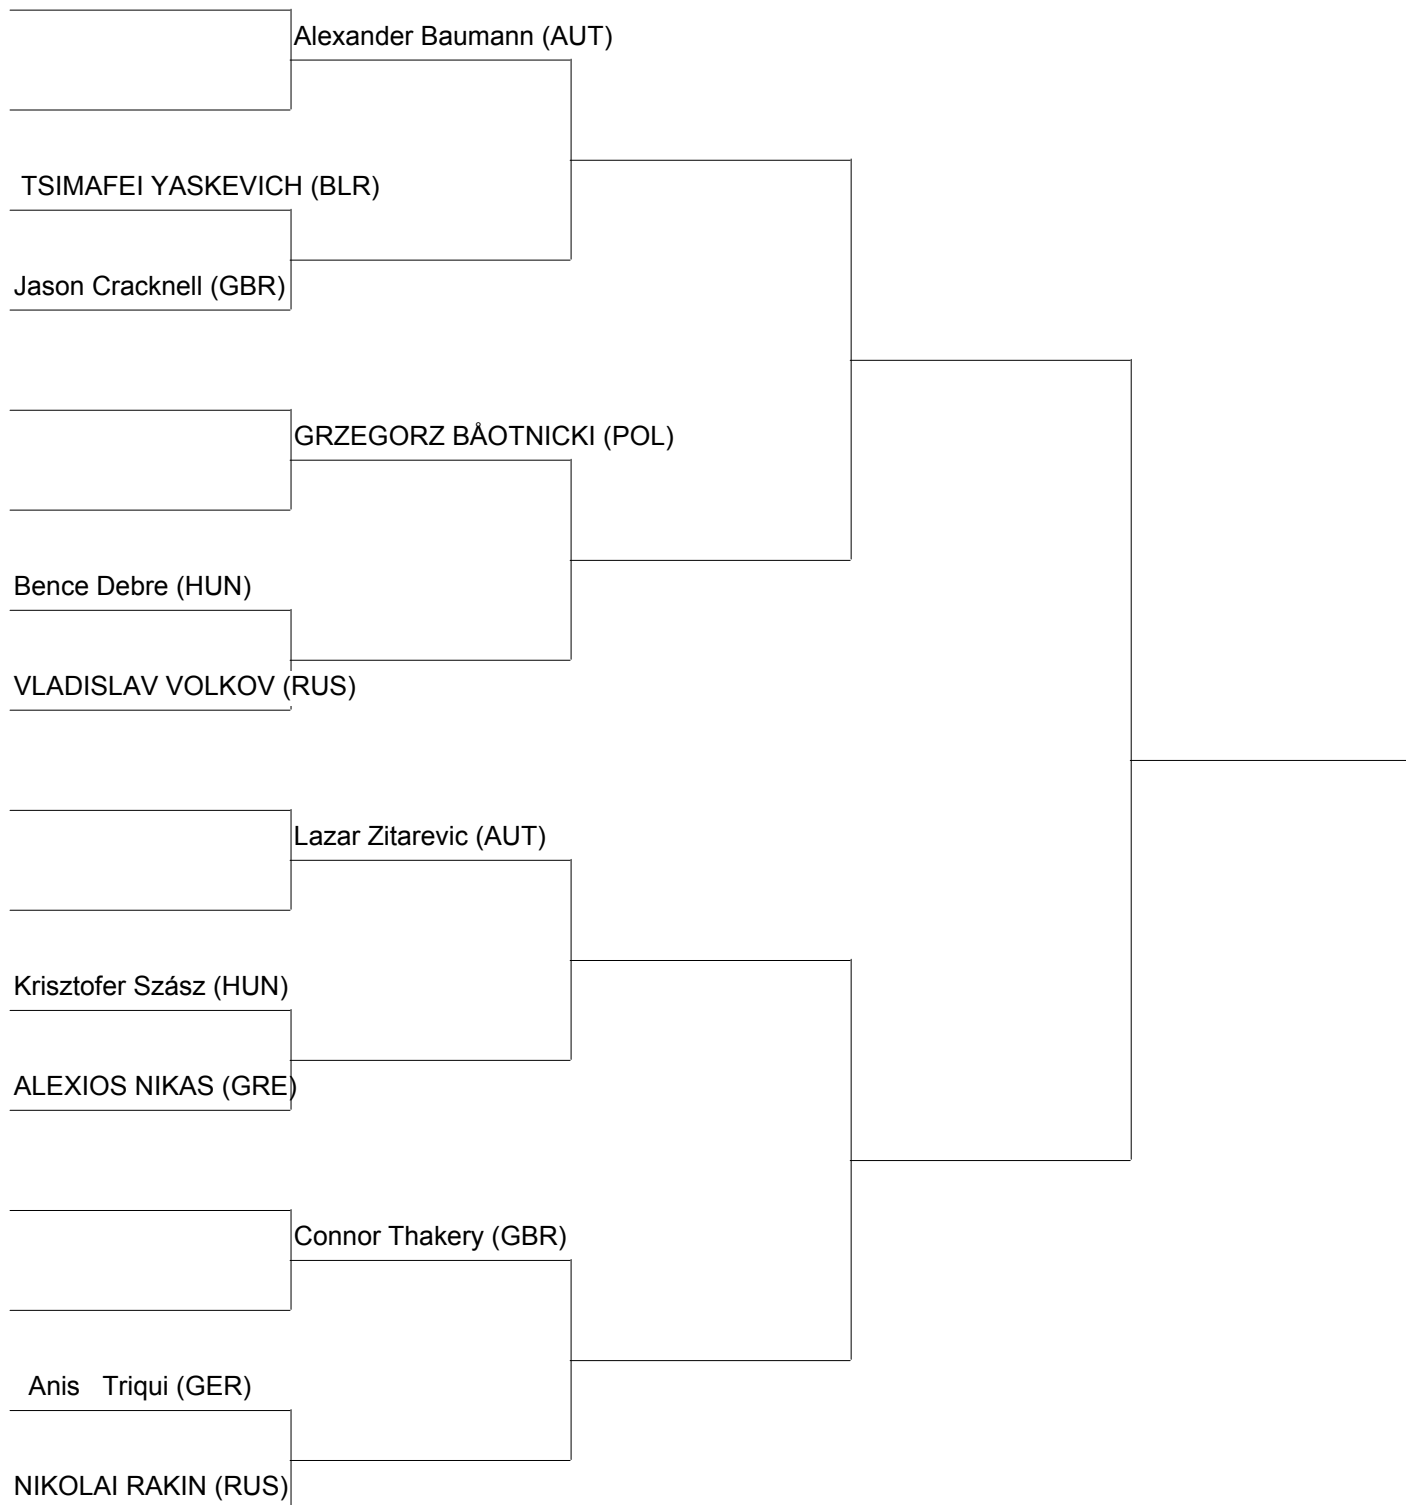 Alexander Baumann (AUT)
TSIMAFEI YASKEVICH (BLR)
Jason Cracknell (GBR)
GRZEGORZ BÅOTNICKI (POL)
Bence Debre (HUN)
VLADISLAV VOLKOV (RUS)
Lazar Zitarevic (AUT)
Krisztofer Szász (HUN)
ALEXIOS NIKAS (GRE)
Connor Thakery (GBR)
Anis Triqui (GER)
NIKOLAI RAKIN (RUS)